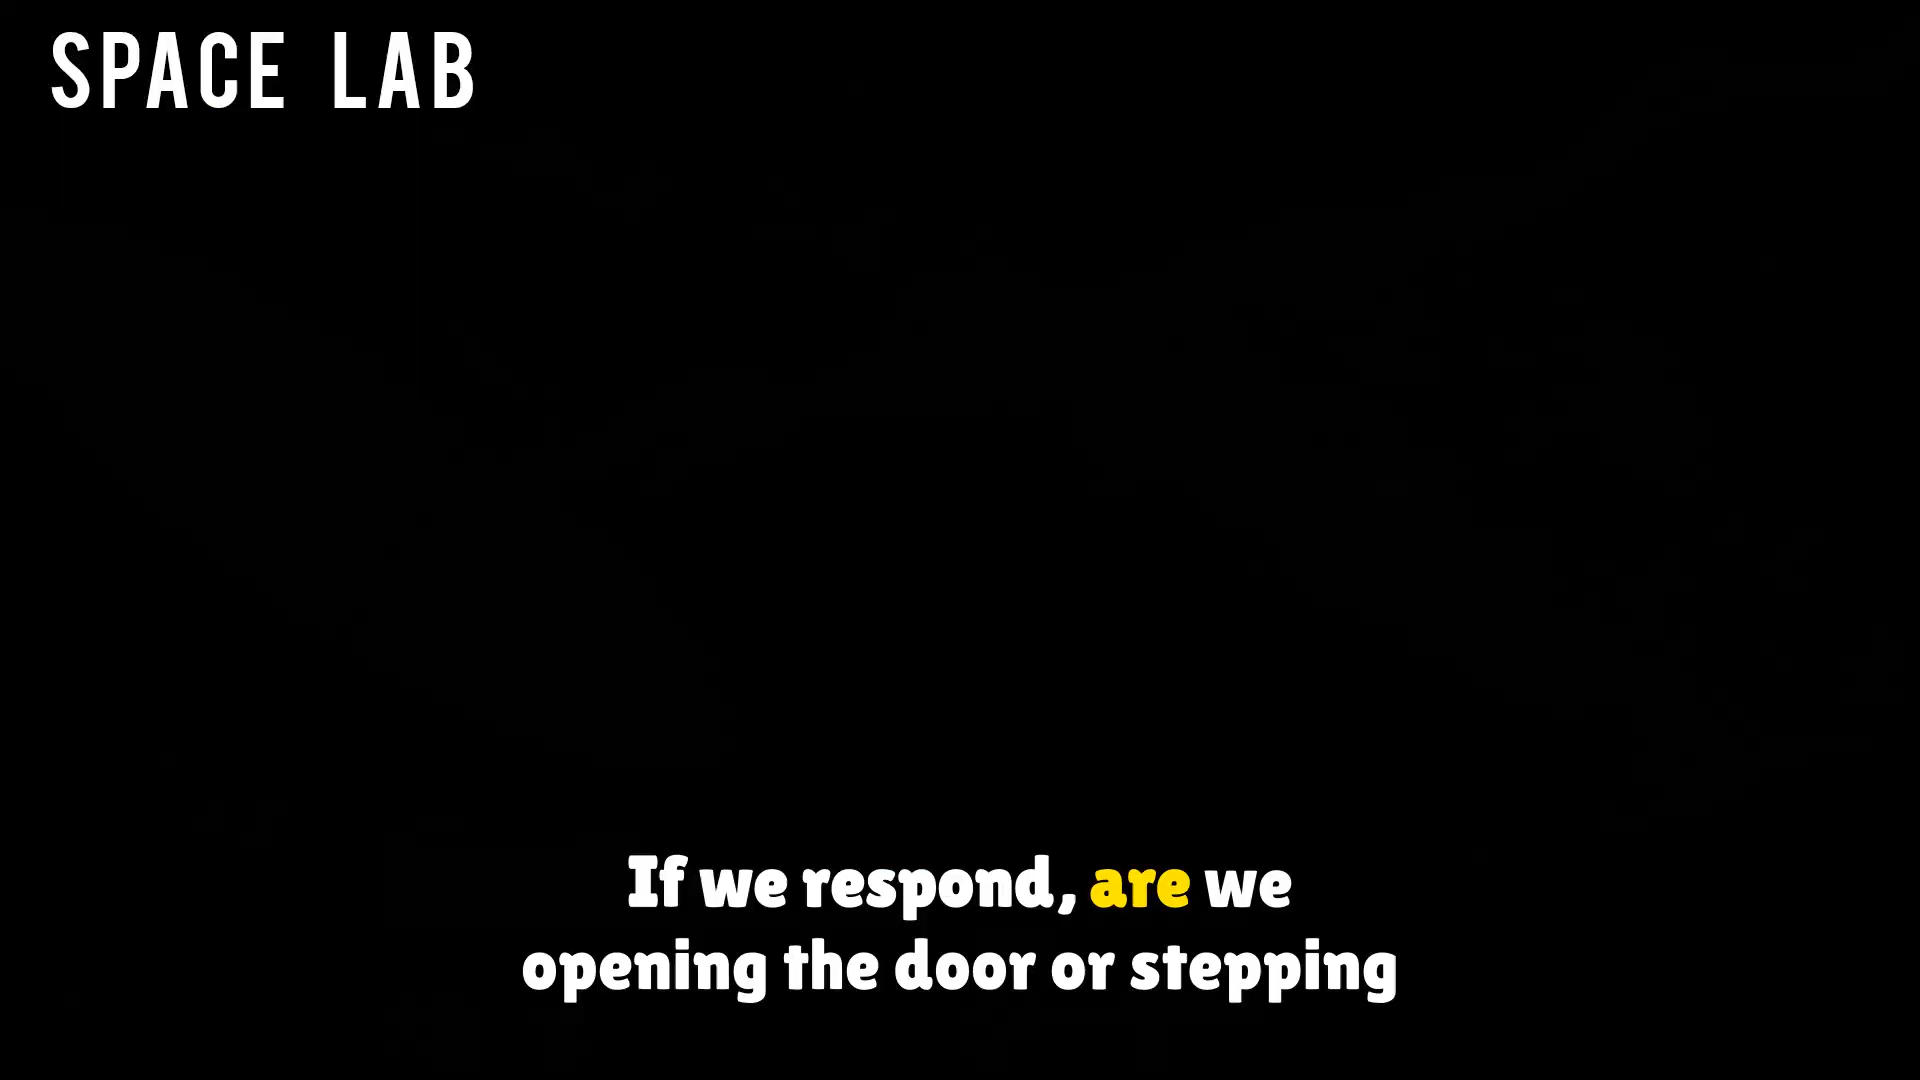 SPACE LAB
If we respond, are we
opening the door or stepping